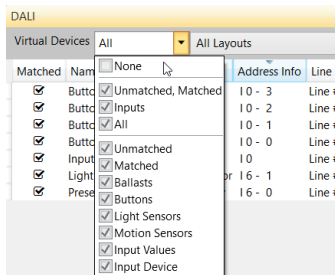 DALI
Virtual Devices All All Layouts
Matched Nam Address Info Line
None
Unmatched, Matched
Inputs
All
Unmatched
Matched
Ballasts
Buttons
Light Sensors
Motion Sensors
Input Values
Input Device
Butto I 0 - 3 Line
Butto I 0 - 2 Line
Butto I 0 - 1 Line
Butto I 0 - 0 Line
Input I 0 Line
Light or I 6 - 1 Line
Prese I 6 - 0 Line